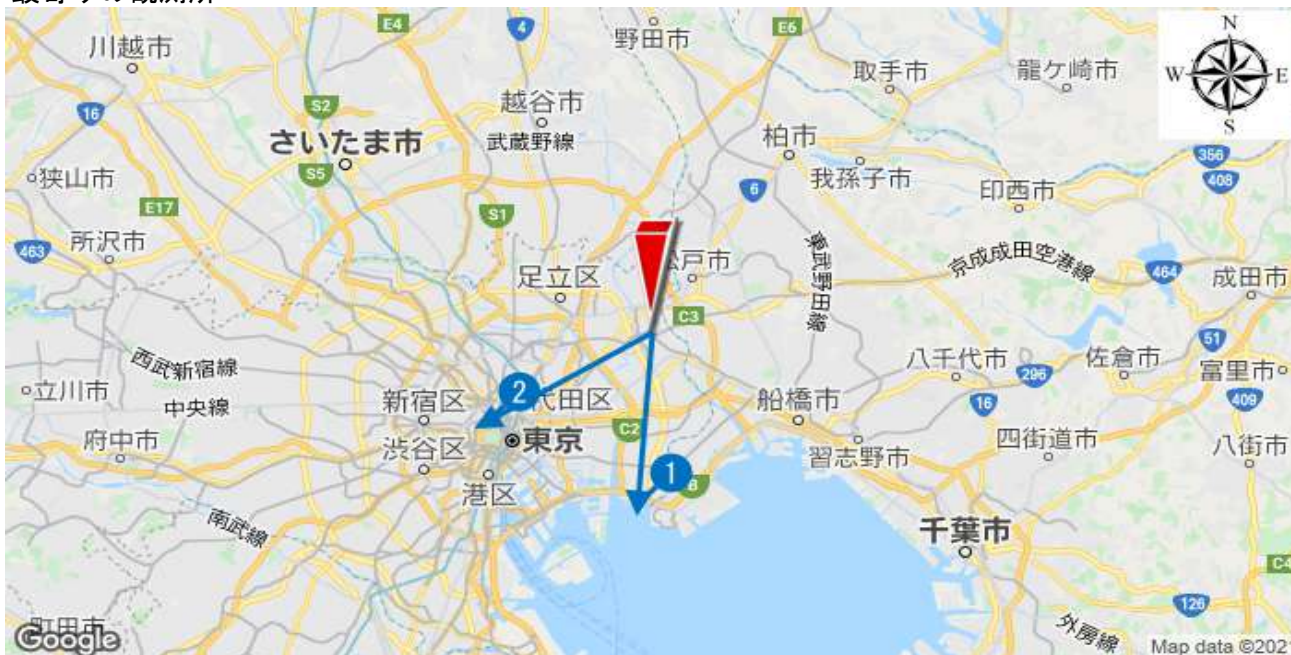 最寄りの観測所
川越市
E4
4
野田市
E6
N
W
E
S
取手市
龍ケ崎市
S2
越谷市
16
さいたま市
武蔵野線
柏市
356
S5
狭山市
我孫子市
408
6
印西市
E17
S1
463
所沢市
足立区
松戸市
東武野田線
京成成田空港線
464
成田市
C3
51
西武新宿線
八千代市
296
佐倉市
富里市
立川市
2
代田区
新宿区
船橋市
16
409
中央線
C2
府中市
東京
四街道市
八街市
渋谷区
習志野市
1
B
港区
南武線
千葉市
C4
126
外房線
町田市
Google
Map data ©202